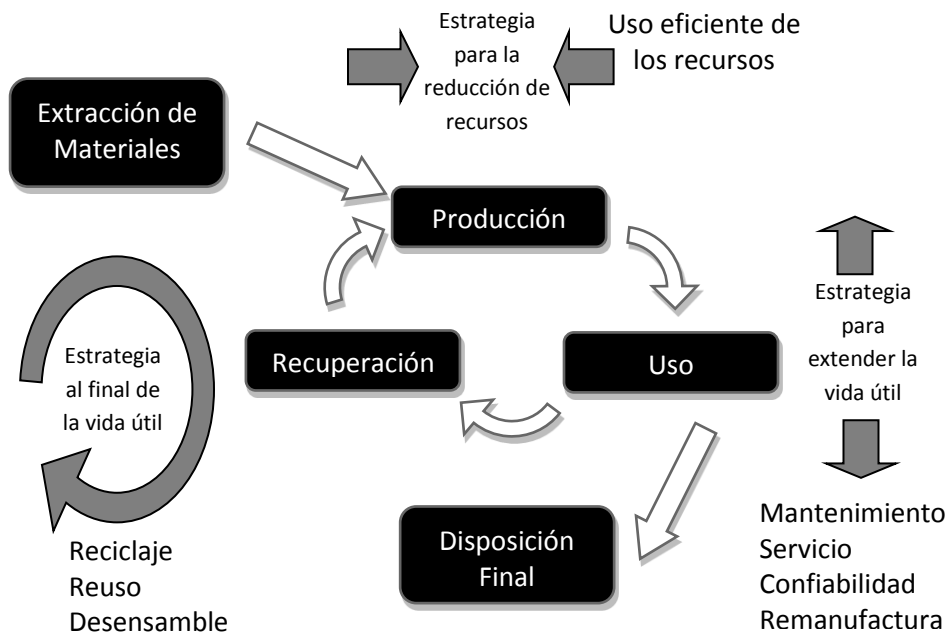 Estrategia
para la
reducción de
recursos
Uso eficiente de
los recursos
Extracción de
Materiales
Producción
Estrategia
para
extender la
vida útil
Estrategia
al final de
la vida útil
Recuperación
Uso
Disposición
Final
Mantenimiento
Servicio
Confiabilidad
Remanufactura
Reciclaje
Reuso
Desensamble